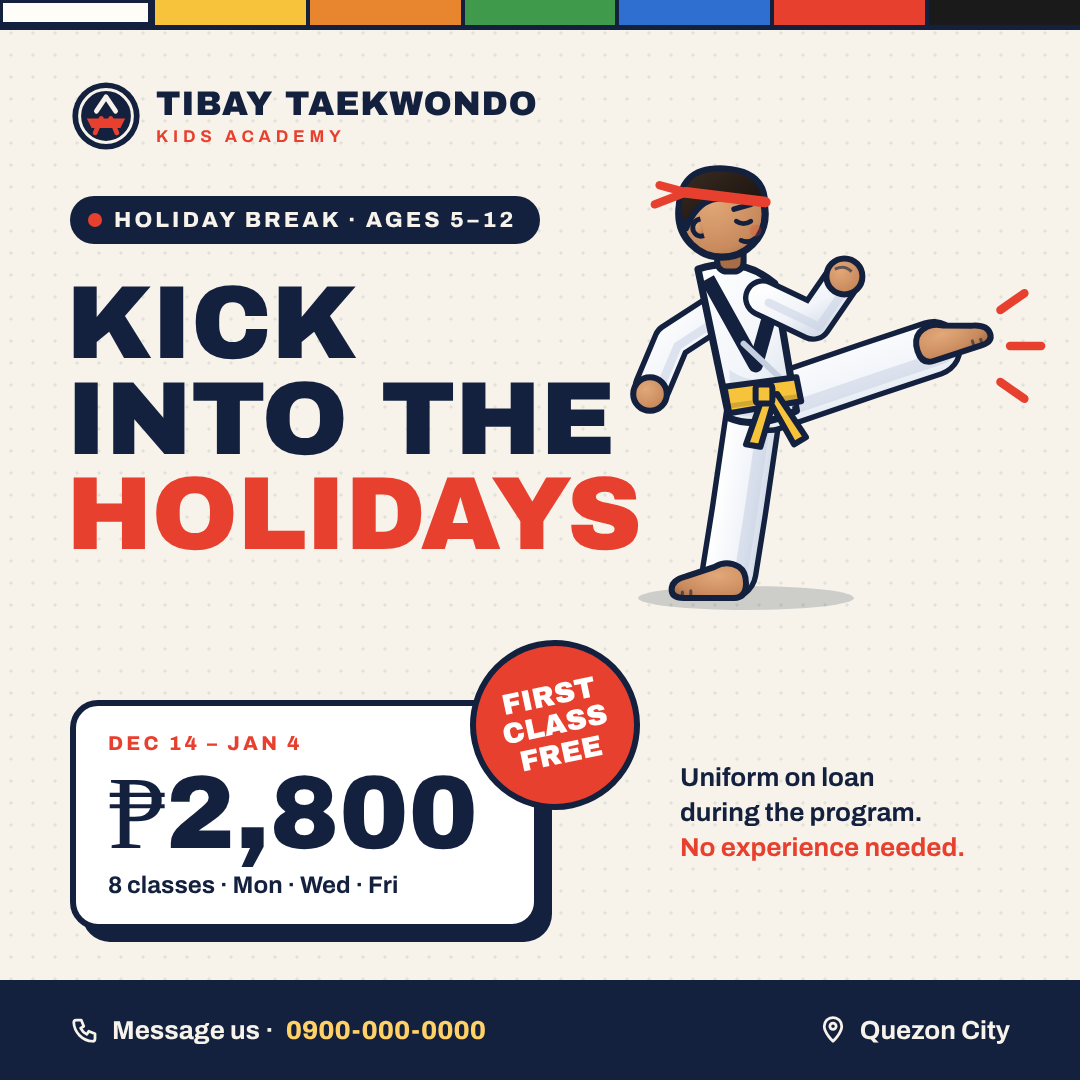 TIBAY TAEKWONDO
KIDS ACADEMY
HOLIDAY BREAK · AGES 5–12
KICK
INTO THE
HOLIDAYS
FIRST
CLASS
FREE
DEC 14 – JAN 4
₱2,800
8 classes · Mon · Wed · Fri
Uniform on loan
during the program.
No experience needed.
Message us · 0900-000-0000
Quezon City